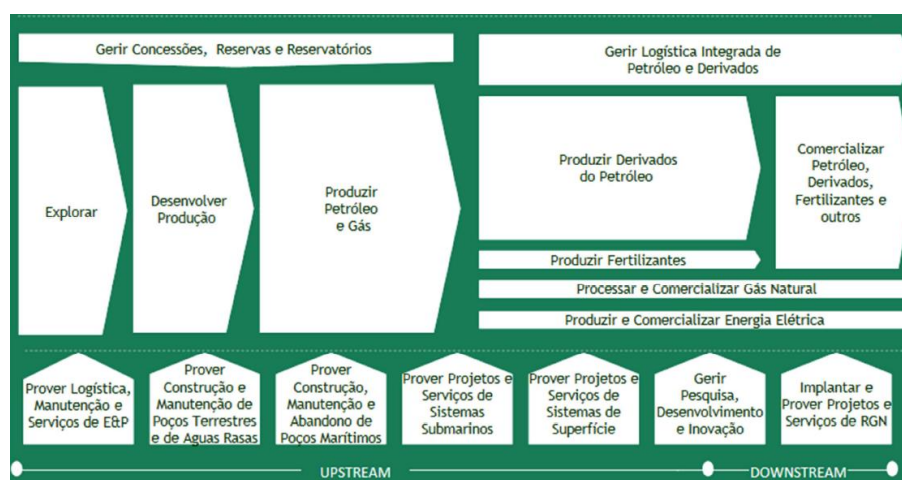 Gerir Concessões, Reservas e Reservatórios
Gerir Logística Integrada de
Petróleo e Derivados
Explorar
Desenvolver
Produção
Produzir
Petróleo
e Gás
Produzir Derivados
do Petróleo
Comercializar
Petróleo,
Derivados,
Fertilizantes e
outros
Produzir Fertilizantes
Processar e Comercializar Gás Natural
Produzir e Comercializar Energia Elétrica
Prover Logística,
Manutenção e
Serviços de E&P
Prover
Construção e
Manutenção de
Poços Terrestres
e de Aguas Rasas
Prover
Construção,
Manutenção e
Abandono de
Poços Marítimos
Prover Projetos e
Serviços de
Sistemas
Submarinos
Prover Projetos e
Serviços de
Sistemas de
Superfície
Gerir
Pesquisa,
Desenvolvimento
e Inovação
Implantar e
Prover Projetos e
Serviços de RGN
UPSTREAM
DOWNSTREAM